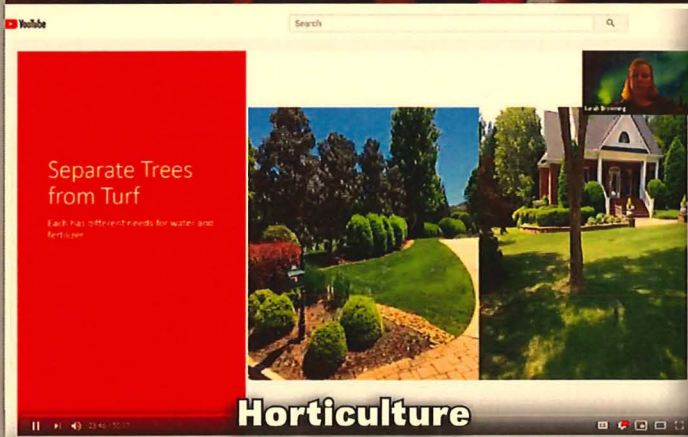 YouTube
Search
Separate Trees
from Turf
Each has different needs for water and
fertilizer
Horticulture